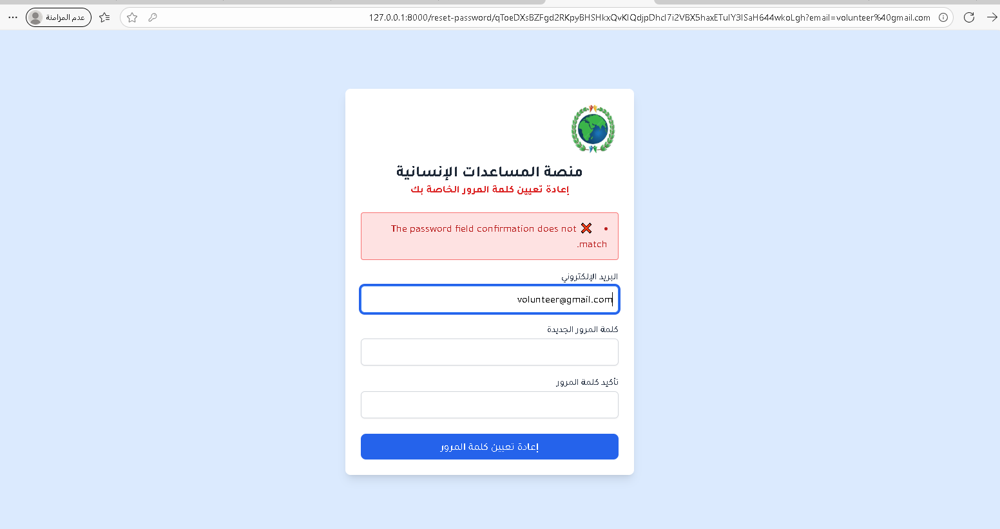 عدم المزامنة
127.0.0.1:8000/reset-password/qToeDXsBZFgd2RKpyBHSHkxQvKIQdjpDhcI7i2VBX5haxETuIY3ISaH644wkoLgh?email=volunteer%40gmail.com
منصة المساعدات الإنسانية
إعادة تعيين كلمة المرور الخاصة بك
• ❌ The password field confirmation does not
match.
البريد الإلكتروني
volunteer@gmail.com
كلمة المرور الجديدة
تأكيد كلمة المرور
إعادة تعيين كلمة المرور